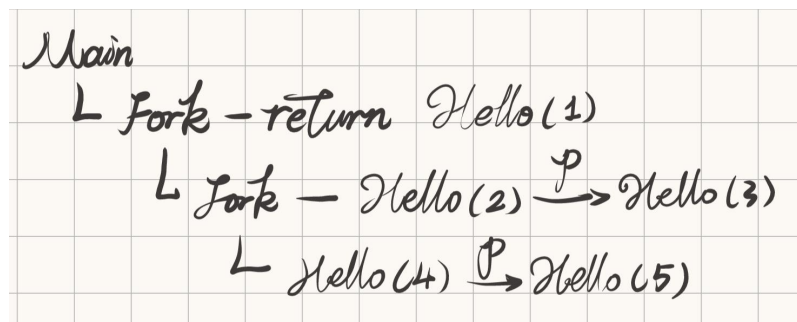 Main
└ Fork - return Hello(1)
└ Fork - Hello(2) P→ Hello(3)
└ Hello(4) P→ Hello(5)